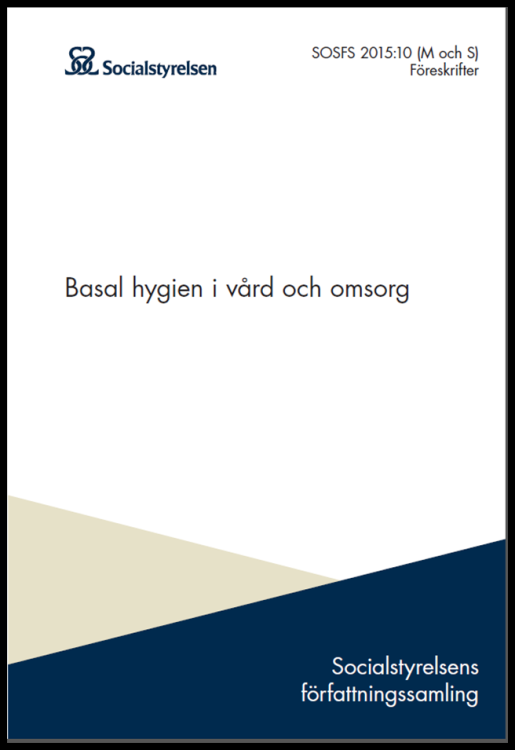 Socialstyrelsen
SOSFS 2015:10 (M och S)
Föreskrifter
Basal hygien i vård och omsorg
Socialstyrelsens
författningssamling